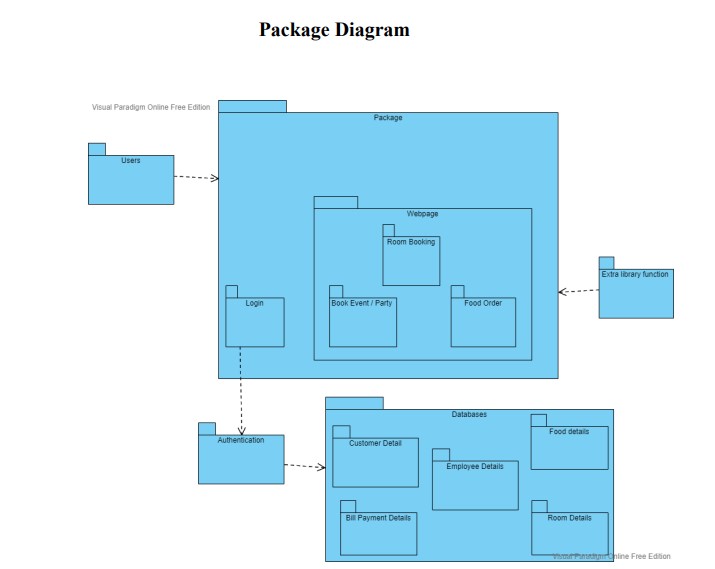 Package Diagram
Visual Paradigm Online Free Edition
Package
Users
Webpage
Room Booking
Extra library function
Login
Book Event / Party
Food Order
Databases
Authentication
Customer Detail
Food details
Employee Details
Bill Payment Details
Room Details
Visual Paradigm Online Free Edition